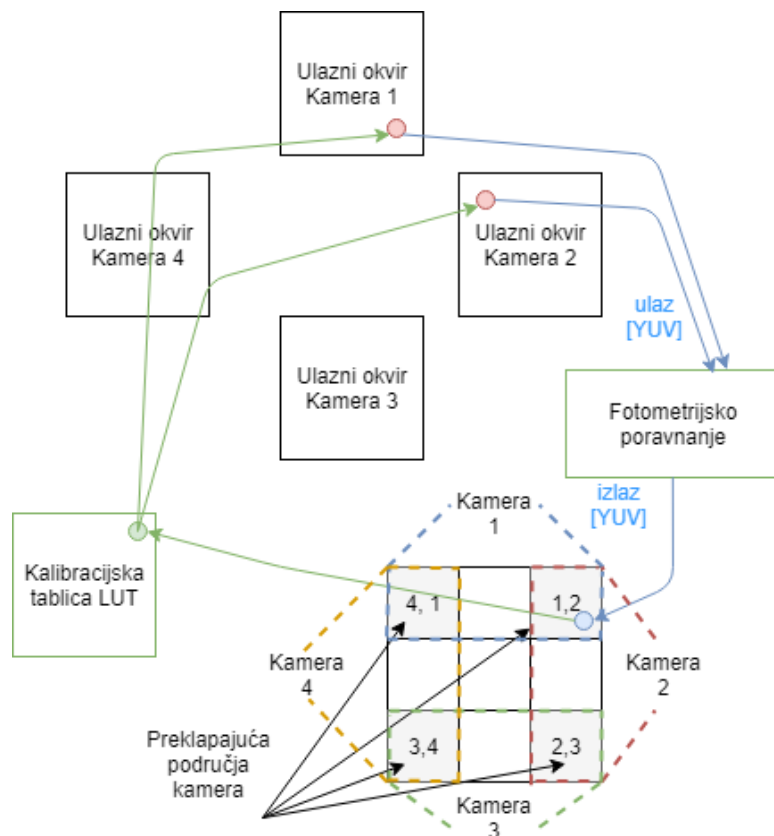 Ulazni okvir
Kamera 1
Ulazni okvir
Kamera 4
Ulazni okvir
Kamera 2
ulaz
[YUV]
Ulazni okvir
Kamera 3
Fotometrijsko
poravnanje
izlaz
[YUV]
Kamera
1
Kalibracijska
tablica LUT
4, 1
1,2
Kamera
4
Kamera
2
Preklapajuća
područja
kamera
3,4
2,3
Kamera
3